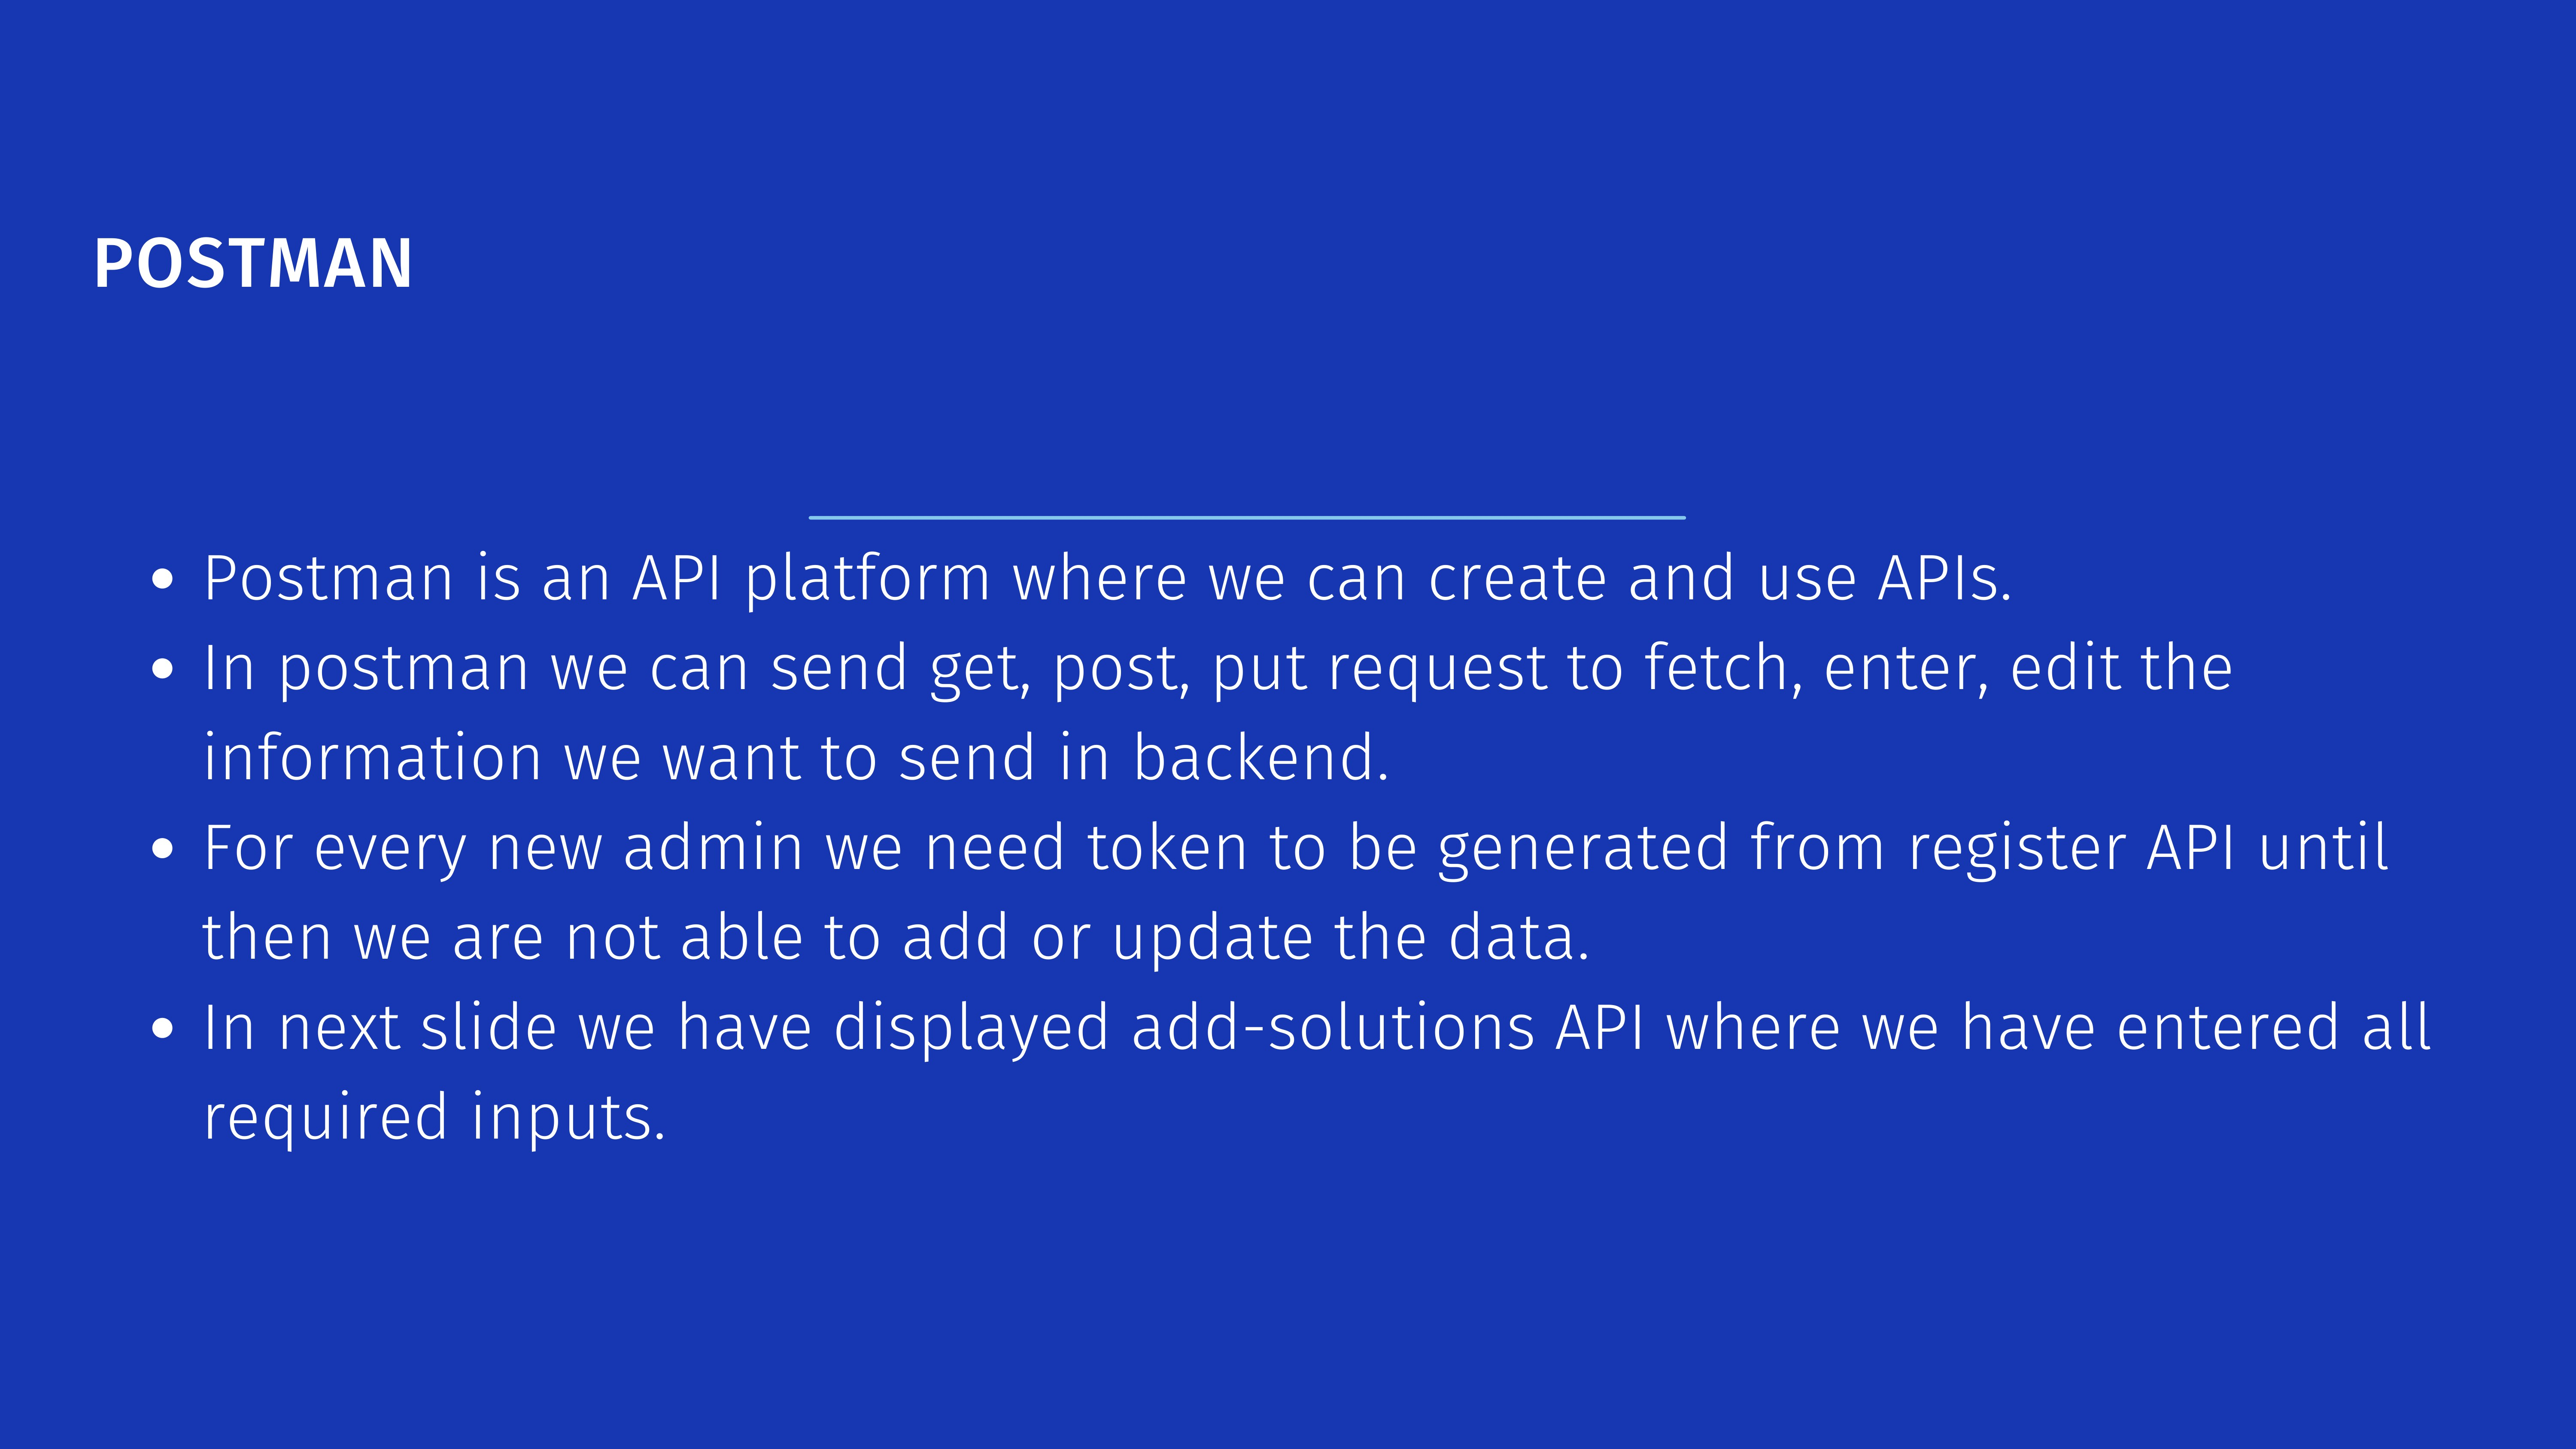 POSTMAN
• Postman is an API platform where we can create and use APIs.
• In postman we can send get, post, put request to fetch, enter, edit the
information we want to send in backend.
• For every new admin we need token to be generated from register API until
then we are not able to add or update the data.
• In next slide we have displayed add-solutions API where we have entered all
required inputs.